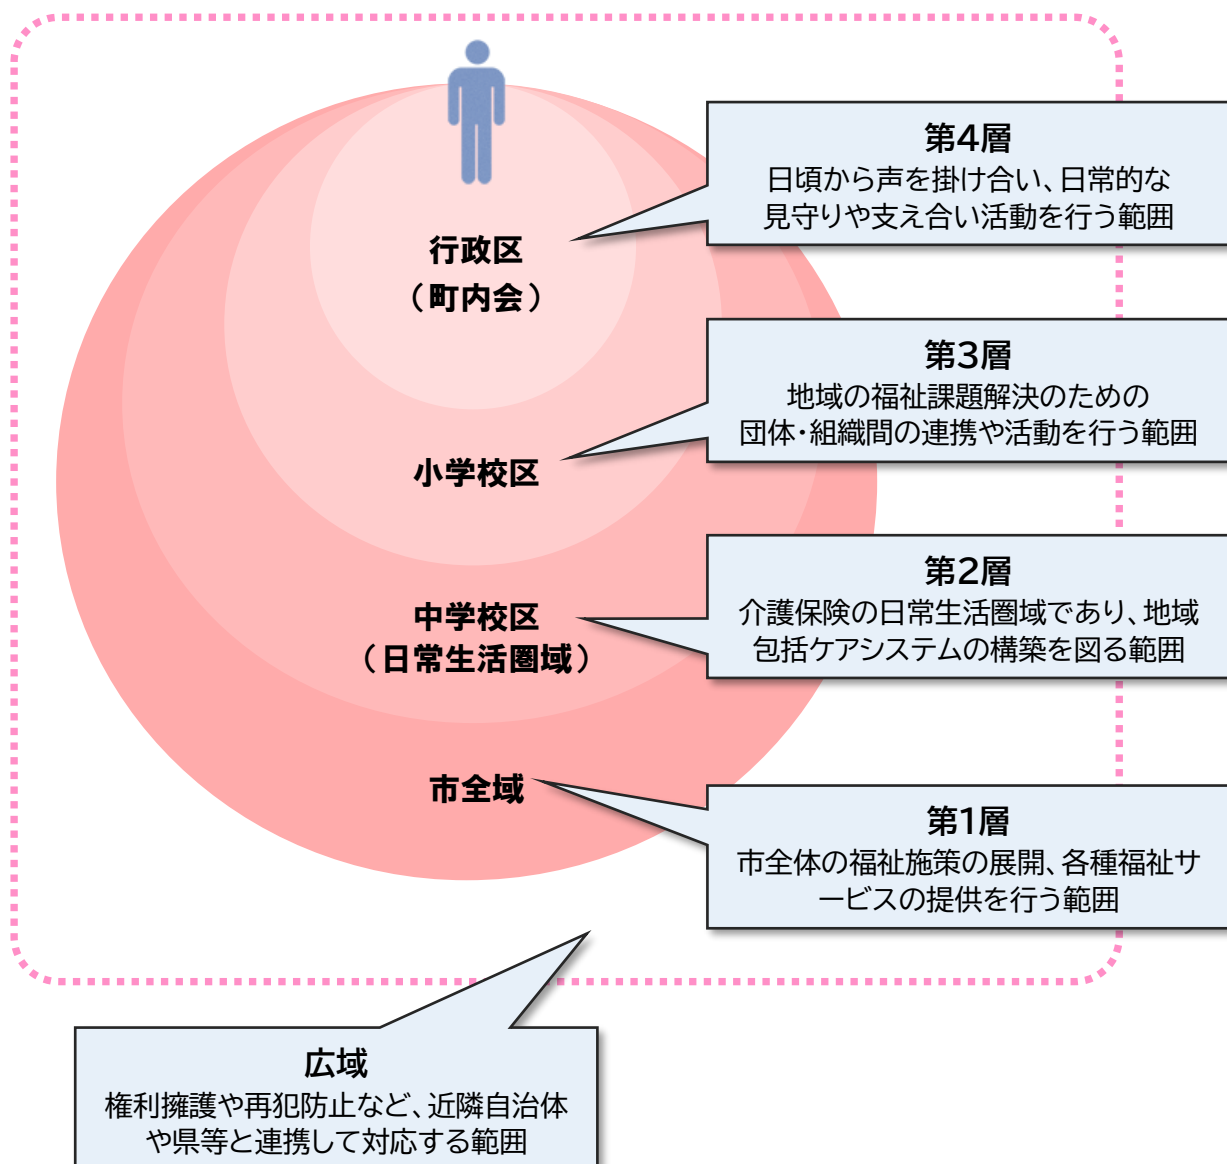 第4層
日頃から声を掛け合い、日常的な
見守りや支え合い活動を行う範囲
行政区
（町内会）
第3層
地域の福祉課題解決のための
団体・組織間の連携や活動を行う範囲
小学校区
第2層
介護保険の日常生活圏域であり、地域
包括ケアシステムの構築を図る範囲
中学校区
（日常生活圏域）
市全域
第1層
市全体の福祉施策の展開、各種福祉サ
ービスの提供を行う範囲
広域
権利擁護や再犯防止など、近隣自治体
や県等と連携して対応する範囲